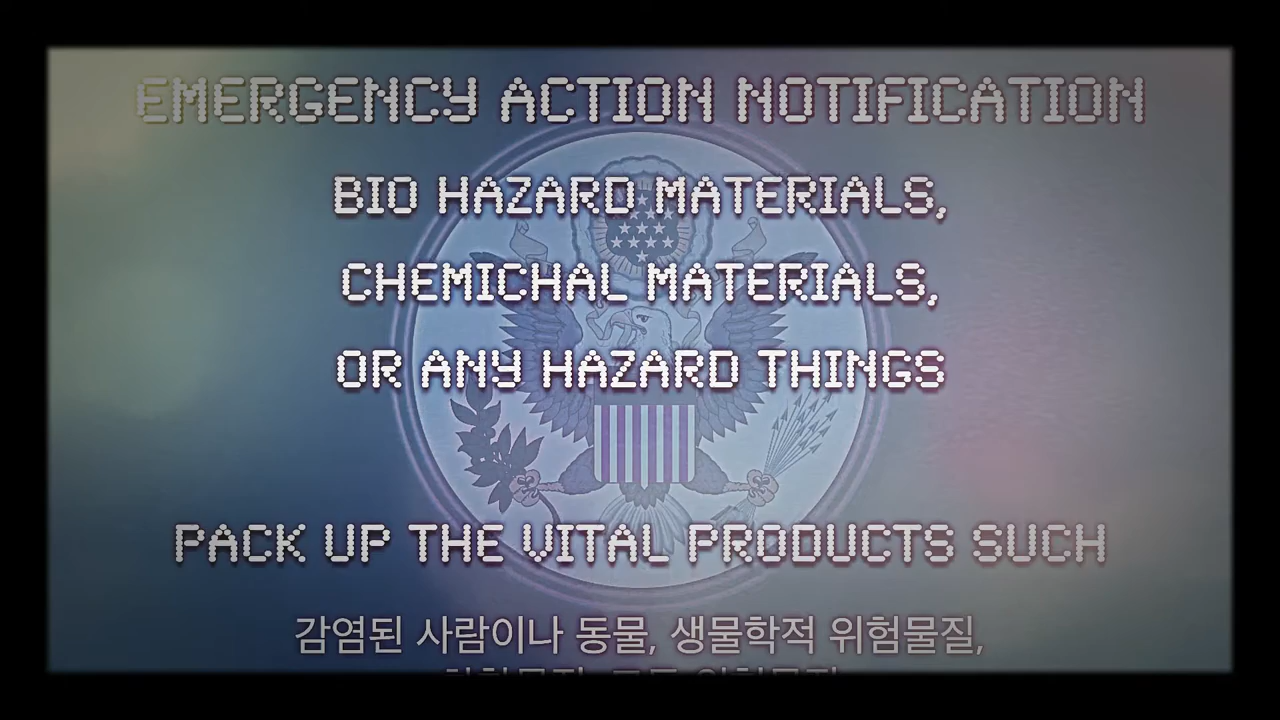 EMERGENCY ACTION NOTIFICATION
BIO HAZARD MATERIALS,
CHEMICHAL MATERIALS,
OR ANY HAZARD THINGS
PACK UP THE VITAL PRODUCTS SUCH
감염된 사람이나 동물, 생물학적 위험물질,